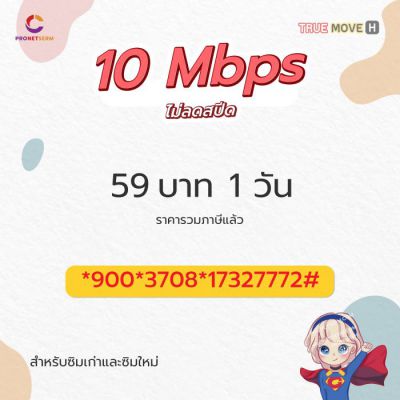 PRONETSERM
TRUE MOVE H
10 Mbps
ไม่ลดสปีด
59 บาท 1 วัน
ราคารวมภาษีแล้ว
*900*3708*17327772#
สำหรับซิมเก่าและซิมใหม่